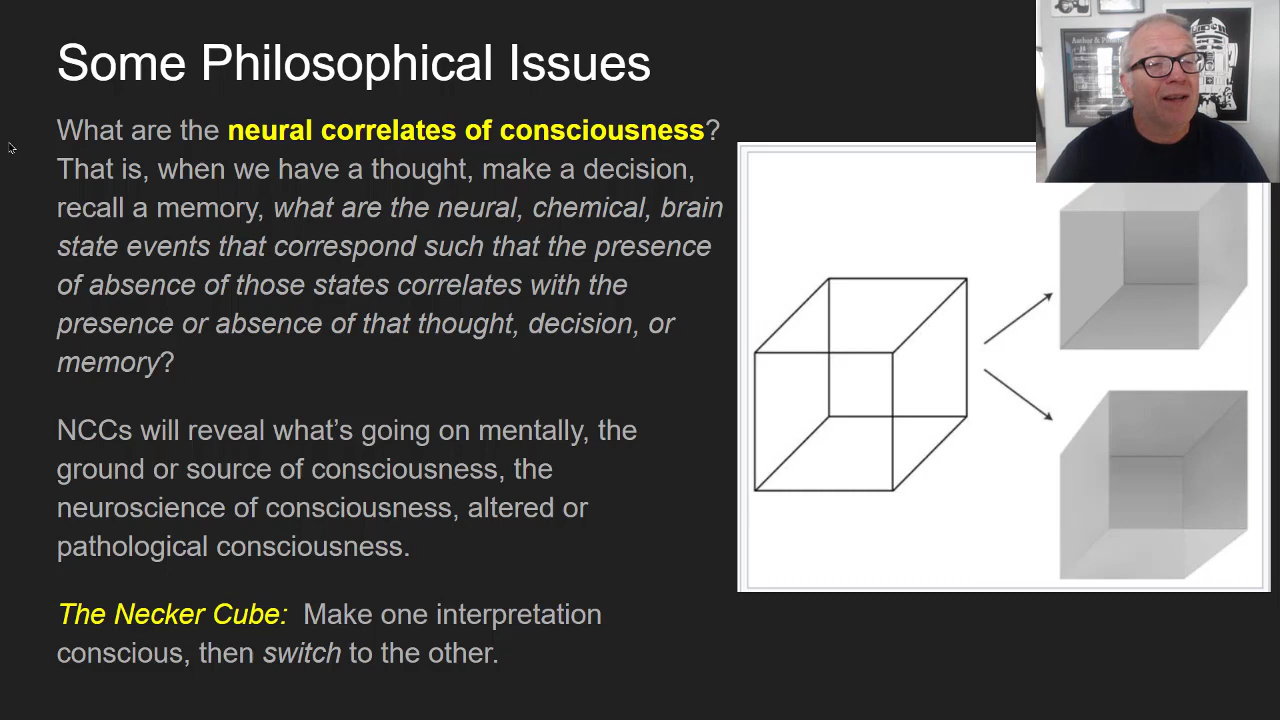 Some Philosophical Issues
What are the neural correlates of consciousness?
That is, when we have a thought, make a decision,
recall a memory, what are the neural, chemical, brain
state events that correspond such that the presence
of absence of those states correlates with the
presence or absence of that thought, decision, or
memory?
NCCs will reveal what’s going on mentally, the
ground or source of consciousness, the
neuroscience of consciousness, altered or
pathological consciousness.
The Necker Cube: Make one interpretation
conscious, then switch to the other.